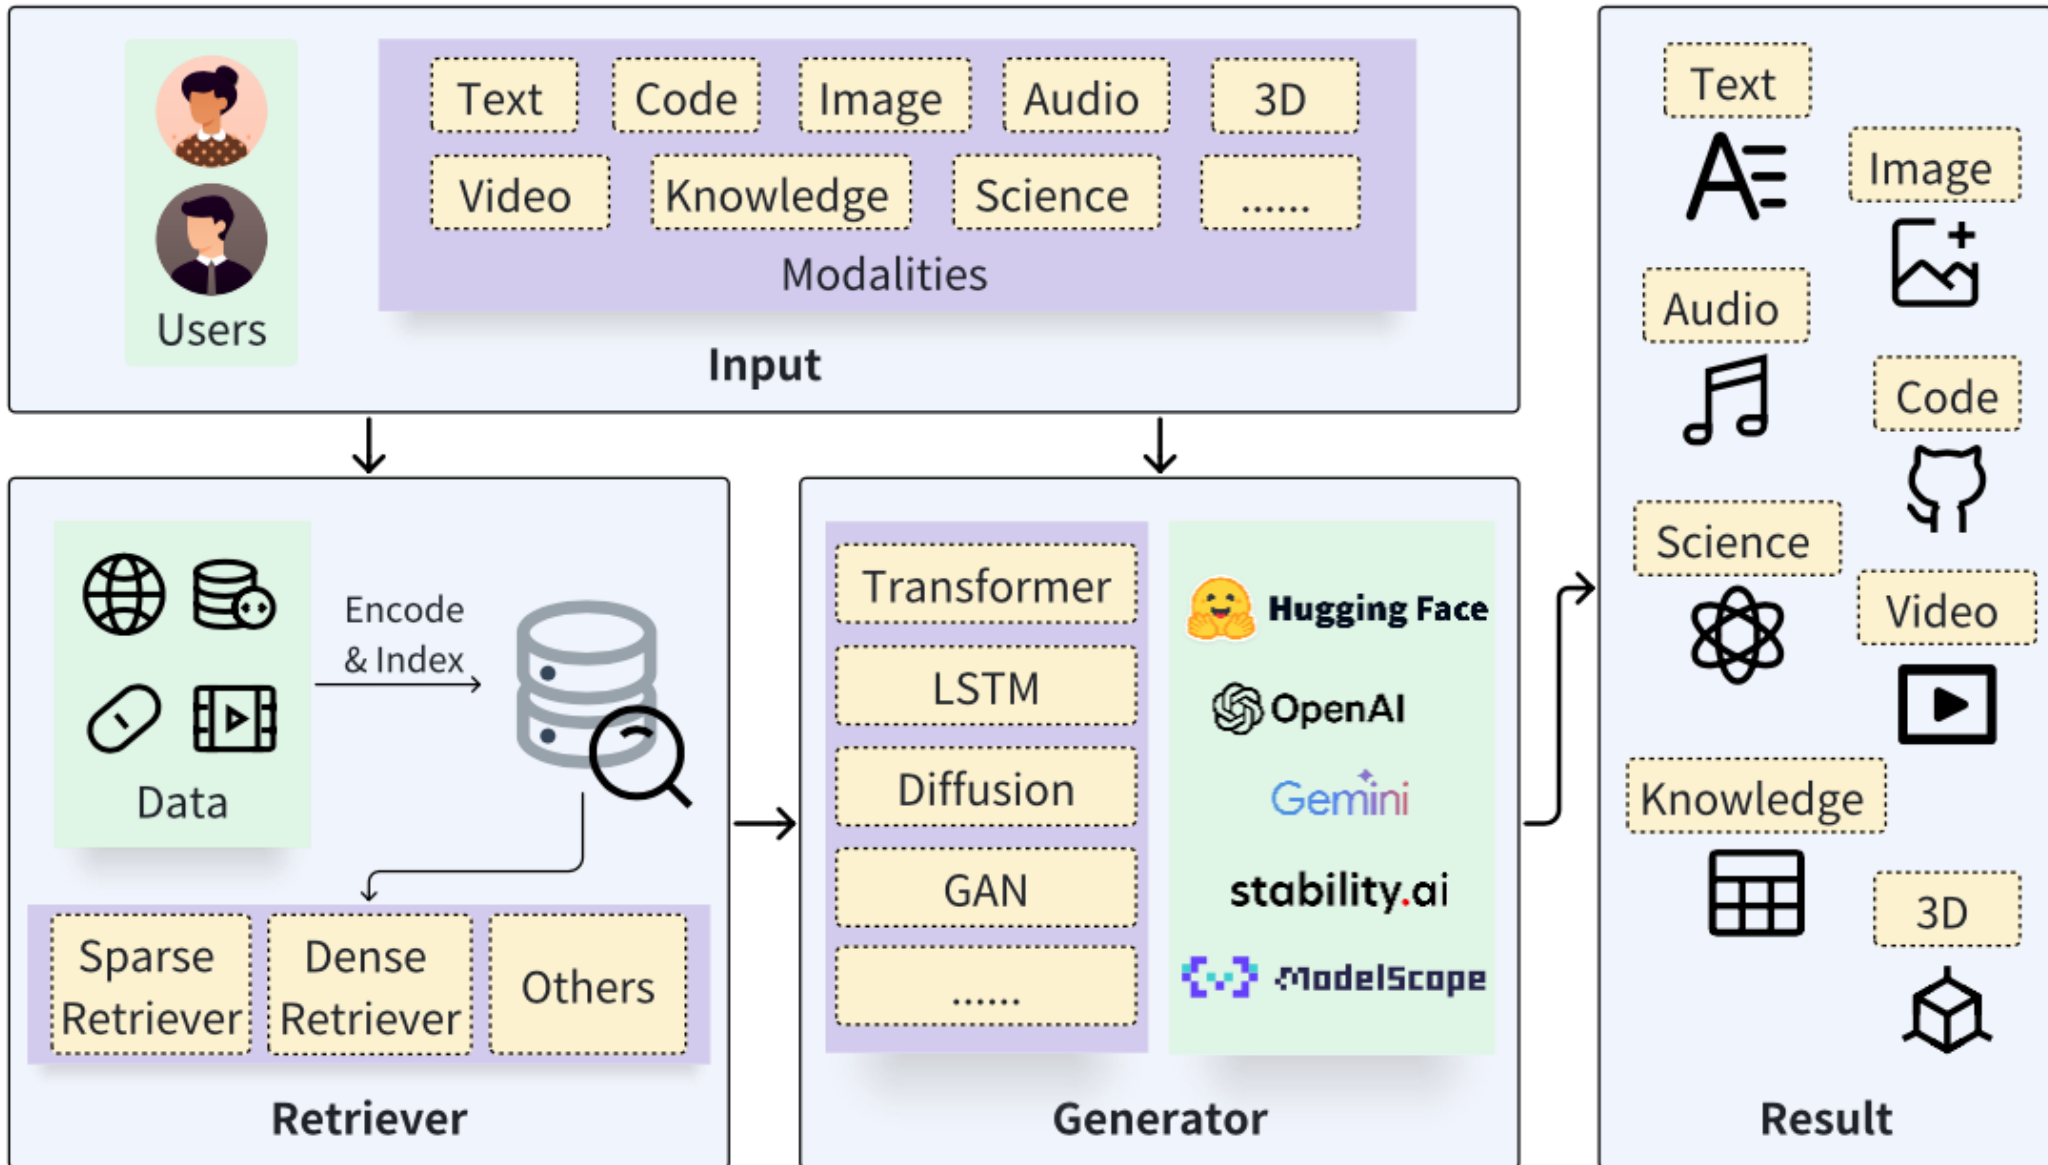 Users
Text
Code
Image
Audio
3D
Video
Knowledge
Science
......
Modalities
Input
Data
Encode
& Index
Sparse
Retriever
Dense
Retriever
Others
Retriever
Transformer
LSTM
Diffusion
GAN
......
Hugging Face
OpenAI
Gemini
stability.ai
ModelScope
Generator
Text
Image
Audio
Code
Science
Video
Knowledge
3D
Result